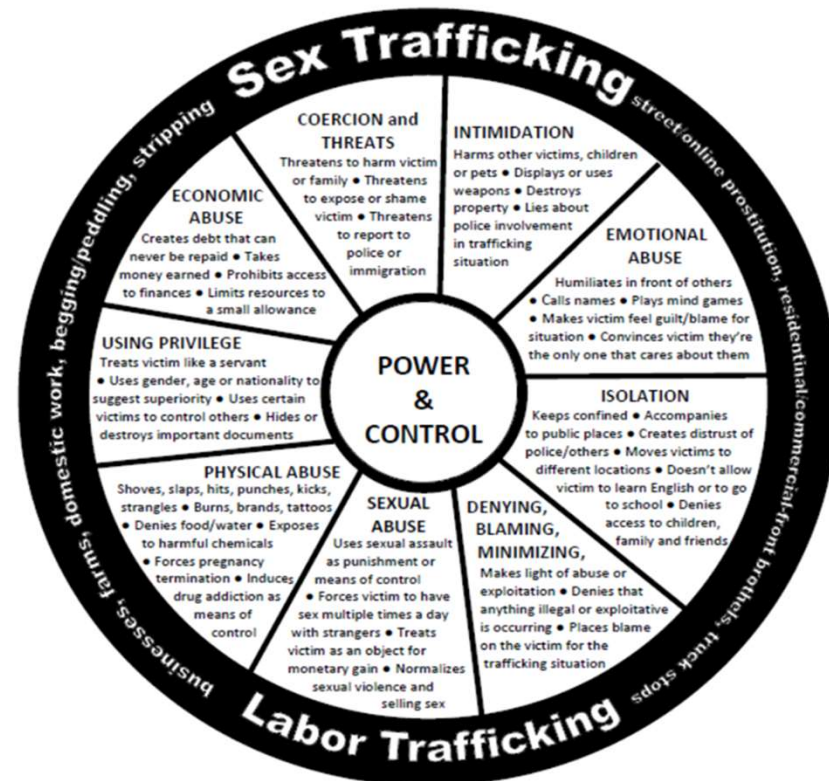 Sex Trafficking
street/online prostitution, residentinal/commercial-front brothels, truck stops
Labor Trafficking
businesses, farms, domestic work, begging/peddling, stripping
POWER
&
CONTROL
COERCION and
THREATS
Threatens to harm victim
or family • Threatens
to expose or shame
victim • Threatens
to report to
police or
immigration
INTIMIDATION
Harms other victims, children
or pets • Displays or uses
weapons • Destroys
property • Lies about
police involvement
in trafficking
situation
EMOTIONAL
ABUSE
Humiliates in front of others
• Calls names • Plays mind games
• Makes victim feel guilt/blame for
situation • Convinces victim they're
the only one that cares about them
ISOLATION
Keeps confined • Accompanies
to public places • Creates distrust of
police/others • Moves victims to
different locations • Doesn't allow
victim to learn English or to go
to school • Denies
access to children,
family and friends
DENYING,
BLAMING,
MINIMIZING,
Makes light of abuse or
exploitation • Denies that
anything illegal or exploitative
is occurring • Places blame
on the victim for the
trafficking situation
SEXUAL
ABUSE
Uses sexual assault
as punishment or
means of control
• Forces victim to have
sex multiple times a day
with strangers • Treats
victim as an object for
monetary gain • Normalizes
sexual violence and
selling sex
PHYSICAL ABUSE
Shoves, slaps, hits, punches, kicks,
strangles • Burns, brands, tattoos
• Denies food/water • Exposes
to harmful chemicals
• Forces pregnancy
termination • Induces
drug addiction as
means of
control
USING PRIVILEGE
Treats victim like a servant
• Uses gender, age or nationality to
suggest superiority • Uses certain
victims to control others • Hides or
destroys important documents
ECONOMIC
ABUSE
Creates debt that can
never be repaid • Takes
money earned • Prohibits access
to finances • Limits resources to
a small allowance